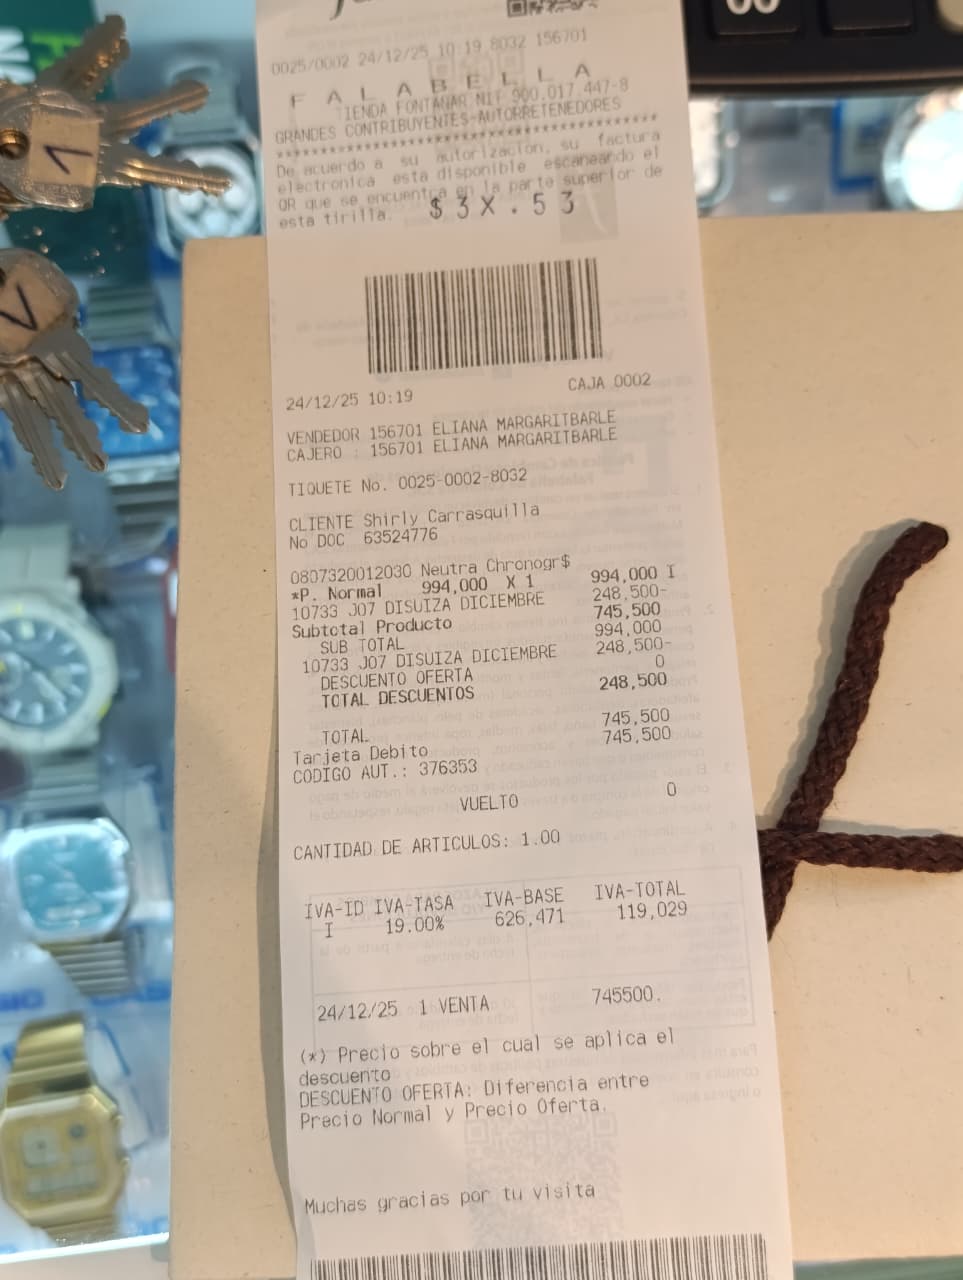 0025/0002 24/12/25 10:19 8032 156701
F A L A B E L L A
TIENDA FONTANAR NIT 900.017.447-8
GRANDES CONTRIBUYENTES-AUTORRETENEDORES
****************************************
De acuerdo a su autorizacion, su factura
electronica esta disponible escaneando el
QR que se encuentra en la parte superior de
esta tirilla.
$3X.53
24/12/25 10:19 CAJA 0002
VENDEDOR 156701 ELIANA MARGARITBARLE
CAJERO : 156701 ELIANA MARGARITBARLE
TIQUETE No. 0025-0002-8032
CLIENTE Shirly Carrasquilla
No DOC 63524776
0807320012030 Neutra Chronogr$
*P. Normal 994,000 X 1 994,000 I
10733 J07 DISUIZA DICIEMBRE 248,500-
Subtotal Producto 745,500
SUB TOTAL 994,000
10733 J07 DISUIZA DICIEMBRE 248,500-
DESCUENTO OFERTA 0
TOTAL DESCUENTOS 248,500
TOTAL 745,500
Tarjeta Debito 745,500
CODIGO AUT.: 376353
VUELTO 0
CANTIDAD DE ARTICULOS: 1.00
IVA-ID IVA-TASA IVA-BASE IVA-TOTAL
I 19.00% 626,471 119,029
24/12/25 1 VENTA 745500.
(*) Precio sobre el cual se aplica el
descuento
DESCUENTO OFERTA: Diferencia entre
Precio Normal y Precio Oferta.
Muchas gracias por tu visita